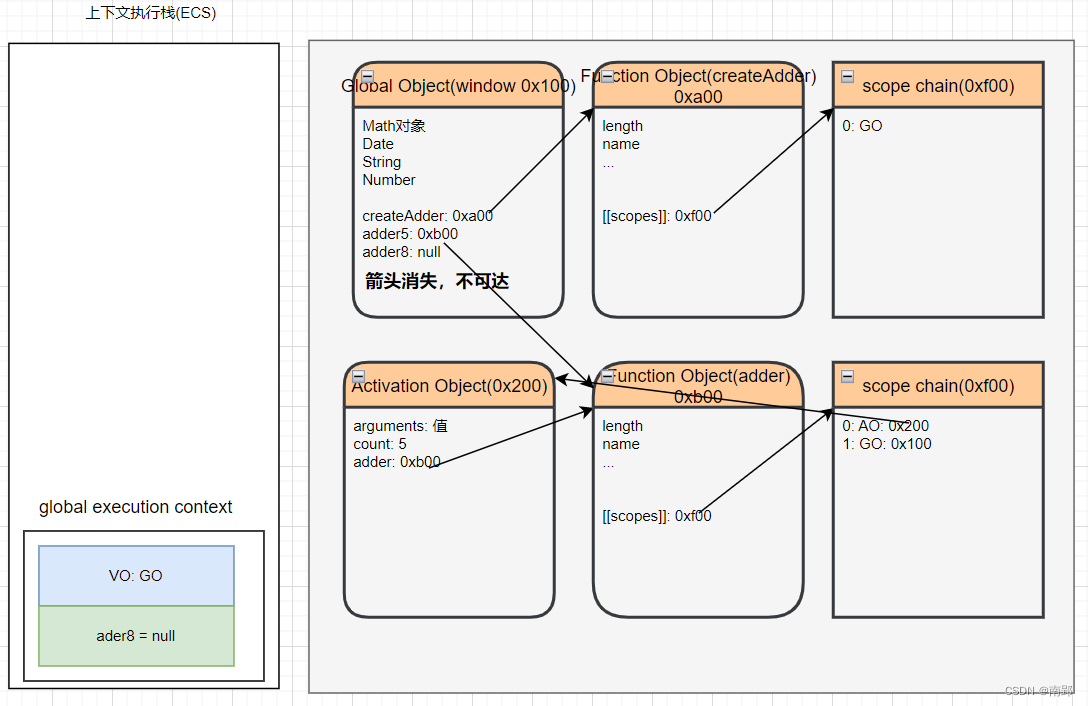 上下文执行栈(ECS)
global execution context
VO: GO
ader8 = null
Global Object(window 0x100)
Math对象
Date
String
Number
createAdder: 0xa00
adder5: 0xb00
adder8: null
箭头消失，不可达
Function Object(createAdder)
0xa00
length
name
...
[[scopes]]: 0xf00
scope chain(0xf00)
0: GO
Activation Object(0x200)
arguments: 值
count: 5
adder: 0xb00
Function Object(adder)
0xb00
length
name
...
[[scopes]]: 0xf00
scope chain(0xf00)
0: AO: 0x200
1: GO: 0x100
CSDN @南郢